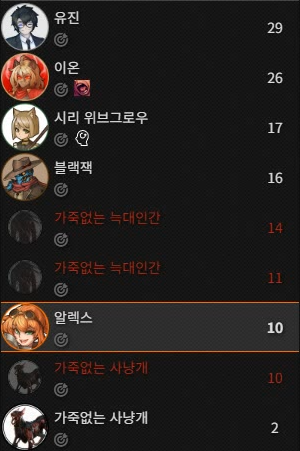 유진 29
이온 26
시리 위브그로우 17
블랙잭 16
가죽없는 늑대인간 14
가죽없는 늑대인간 11
알렉스 10
가죽없는 사냥개 10
가죽없는 사냥개 2